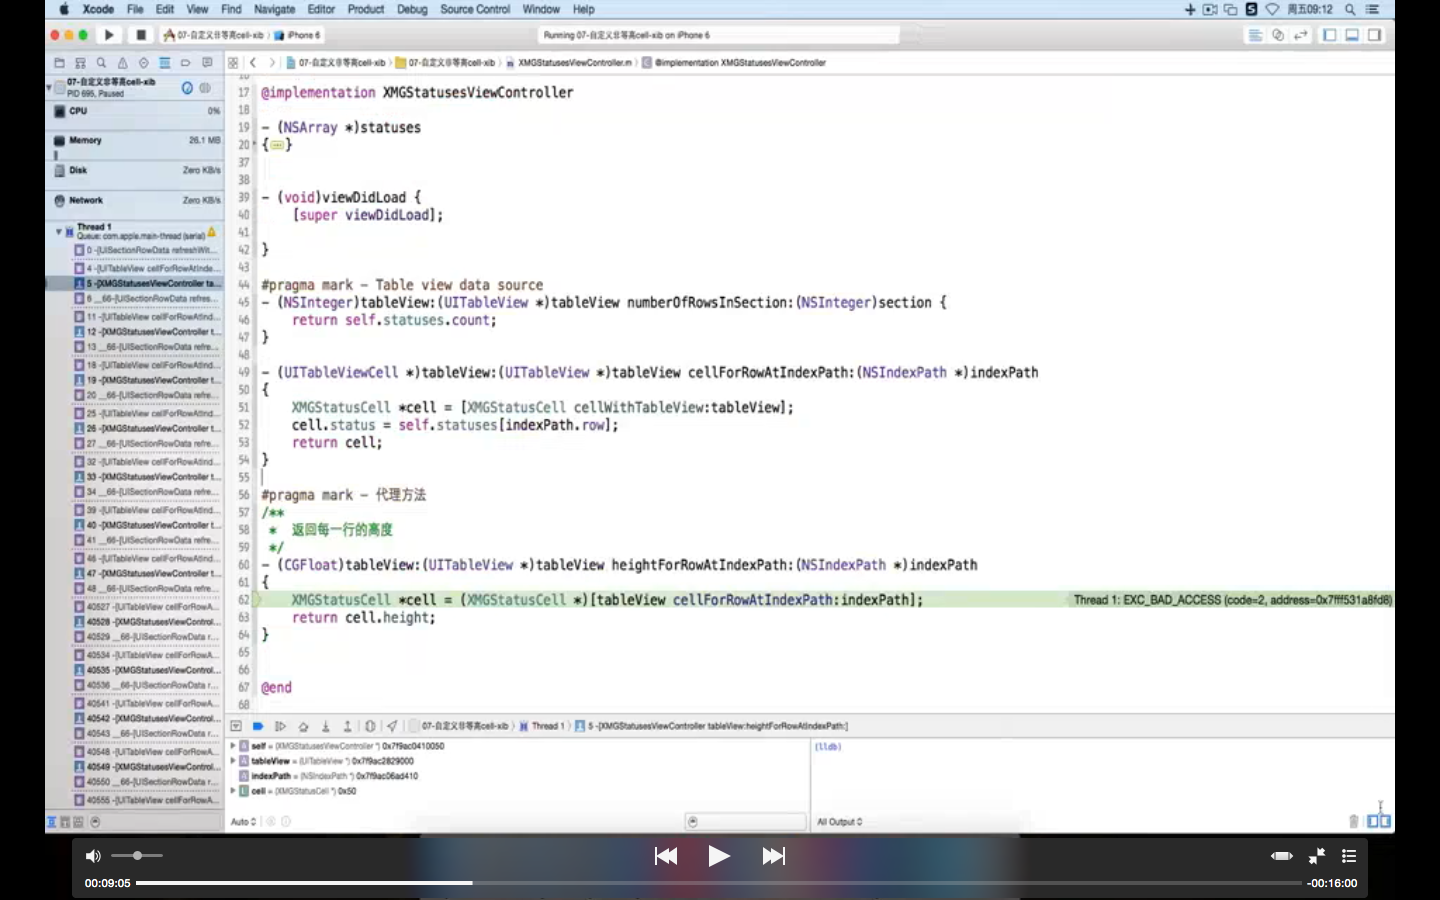 Xcode File Edit View Find Navigate Editor Product Debug Source Control Window Help
周五09:12
07-自定义非等高cell-xib iPhone 6
Running 07-自定义非等高cell-xib on iPhone 6
07-自定义非等高cell-xib 07-自定义非等高cell-xib XMGStatusesViewController.m @implementation XMGStatusesViewController
07-自定义非等高cell-xib
PID 695, Paused
CPU 0%
Memory 26.1 MB
Disk Zero KB/s
Network Zero KB/s
Thread 1
Queue: com.apple.main-thread (serial)
0 -[UISectionRowData refreshWit...
4 -[UITableView cellForRowAtInde...
5 -[XMGStatusesViewController ta...
6 __66-[UISectionRowData refres...
11 -[UITableView cellForRowAtInd...
12 -[XMGStatusesViewController t...
13 __66-[UISectionRowData refre...
18 -[UITableView cellForRowAtInd...
19 -[XMGStatusesViewController t...
20 __66-[UISectionRowData refre...
25 -[UITableView cellForRowAtInd...
26 -[XMGStatusesViewController t...
27 __66-[UISectionRowData refre...
32 -[UITableView cellForRowAtInd...
33 -[XMGStatusesViewController t...
34 __66-[UISectionRowData refre...
39 -[UITableView cellForRowAtInd...
40 -[XMGStatusesViewController t...
41 __66-[UISectionRowData refre...
46 -[UITableView cellForRowAtInd...
47 -[XMGStatusesViewController t...
48 __66-[UISectionRowData refre...
40527 -[UITableView cellForRowA...
40528 -[XMGStatusesViewControl...
40529 __66-[UISectionRowData r...
40534 -[UITableView cellForRowA...
40535 -[XMGStatusesViewControl...
40536 __66-[UISectionRowData r...
40541 -[UITableView cellForRowA...
40542 -[XMGStatusesViewControl...
40543 __66-[UISectionRowData r...
40548 -[UITableView cellForRowA...
40549 -[XMGStatusesViewControl...
40550 __66-[UISectionRowData r...
40555 -[UITableView cellForRowA...
17 @implementation XMGStatusesViewController
18
19 - (NSArray *)statuses
20 {...}
37
38
39 - (void)viewDidLoad {
40 [super viewDidLoad];
41
42 }
43
44 #pragma mark - Table view data source
45 - (NSInteger)tableView:(UITableView *)tableView numberOfRowsInSection:(NSInteger)section {
46 return self.statuses.count;
47 }
48
49 - (UITableViewCell *)tableView:(UITableView *)tableView cellForRowAtIndexPath:(NSIndexPath *)indexPath
50 {
51 XMGStatusCell *cell = [XMGStatusCell cellWithTableView:tableView];
52 cell.status = self.statuses[indexPath.row];
53 return cell;
54 }
55
56 #pragma mark - 代理方法
57 /**
58 * 返回每一行的高度
59 */
60 - (CGFloat)tableView:(UITableView *)tableView heightForRowAtIndexPath:(NSIndexPath *)indexPath
61 {
62 XMGStatusCell *cell = (XMGStatusCell *)[tableView cellForRowAtIndexPath:indexPath]; Thread 1: EXC_BAD_ACCESS (code=2, address=0x7fff531a8fd8)
63 return cell.height;
64 }
65
66
67 @end
68
07-自定义非等高cell-xib Thread 1 5 -[XMGStatusesViewController tableView:heightForRowAtIndexPath:]
self = (XMGStatusesViewController *) 0x7f9ac0410050
tableView = (UITableView *) 0x7f9ac2829000
indexPath = (NSIndexPath *) 0x7f9ac06ad410
cell = (XMGStatusCell *) 0x50
(lldb)
Auto
All Output
00:09:05 -00:16:00